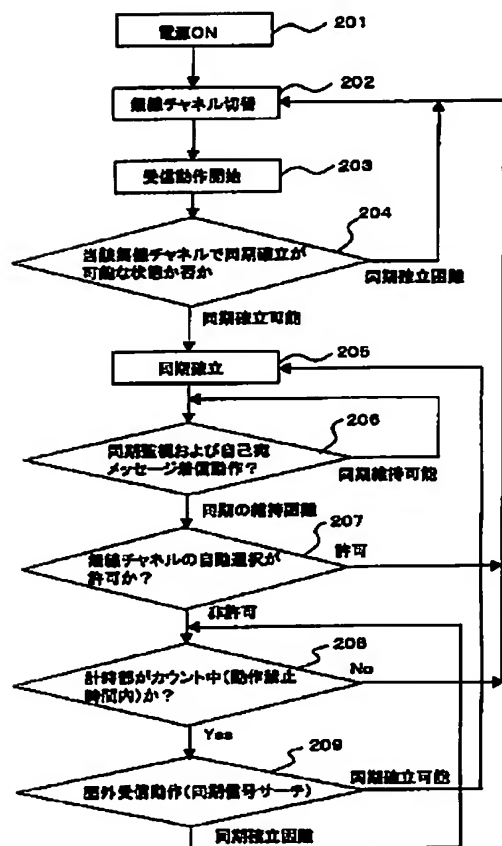 電源ON
201
無線チャネル切替
202
受信動作開始
203
当該無線チャネルで同期確立が
可能な状態か否か
204
同期確立困難
同期確立可能
同期確立
205
同期監視および自己宛
メッセージ着信動作?
206
同期維持可能
同期の維持困難
無線チャネルの自動選択が
許可か?
207
許可
非許可
計時部がカウント中(動作禁止
時間内)か?
208
No
Yes
圏外受信動作(同期信号サーチ)
209
同期確立可能
同期確立困難